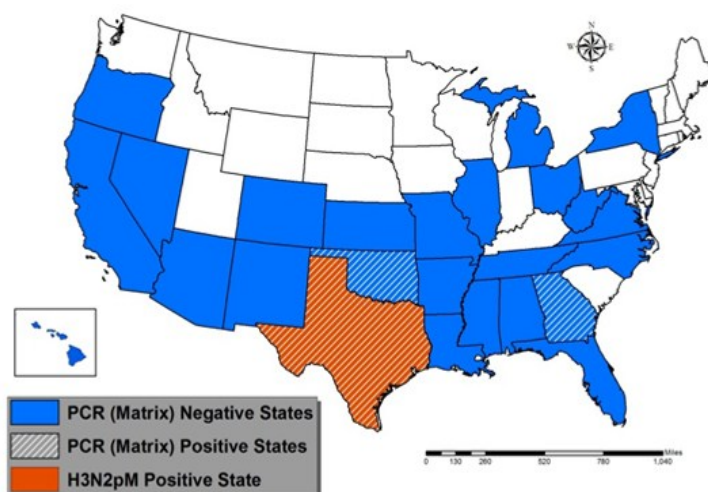 N
W E
S
PCR (Matrix) Negative States
PCR (Matrix) Positive States
H3N2pM Positive State
Miles
0 130 260 520 780 1,040